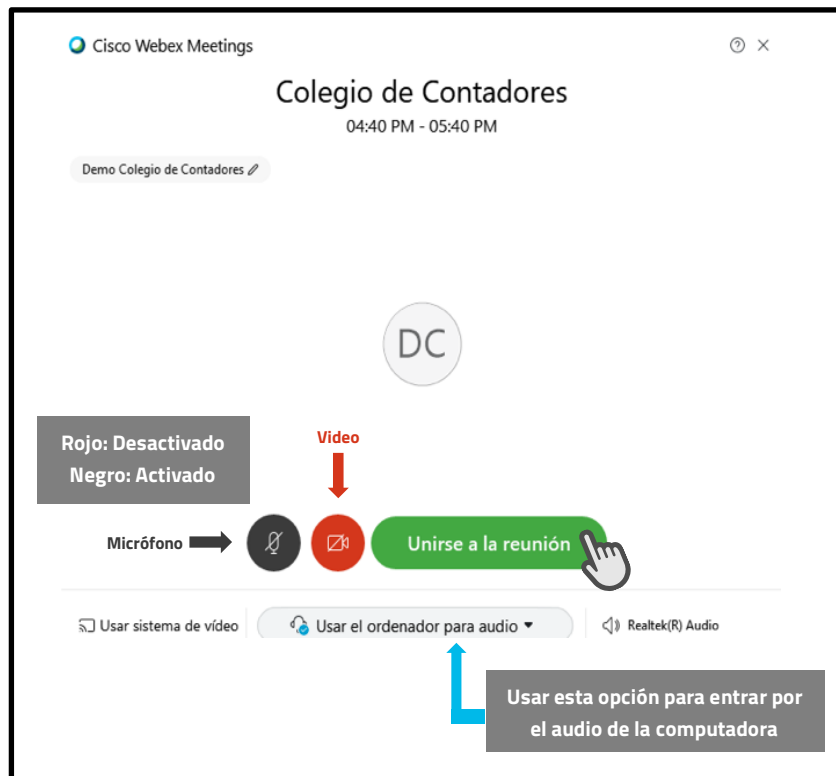 Cisco Webex Meetings
Colegio de Contadores
04:40 PM - 05:40 PM
Demo Colegio de Contadores
DC
Rojo: Desactivado
Negro: Activado
Video
Micrófono
Unirse a la reunión
Usar sistema de vídeo
Usar el ordenador para audio
Realtek(R) Audio
Usar esta opción para entrar por
el audio de la computadora